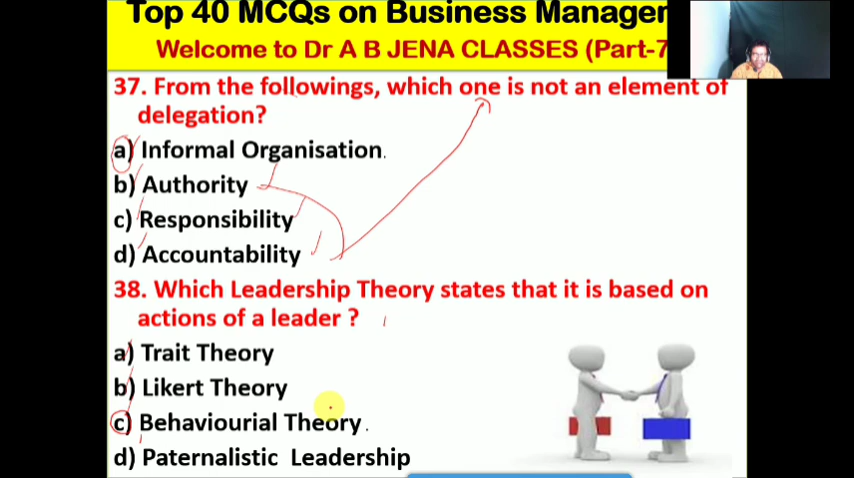 Top 40 MCQs on Business Manager
Welcome to Dr A B JENA CLASSES (Part-7
37. From the followings, which one is not an element of
delegation?
a) Informal Organisation.
b) Authority
c) Responsibility
d) Accountability
38. Which Leadership Theory states that it is based on
actions of a leader ?
a) Trait Theory
b) Likert Theory
c) Behaviourial Theory.
d) Paternalistic Leadership